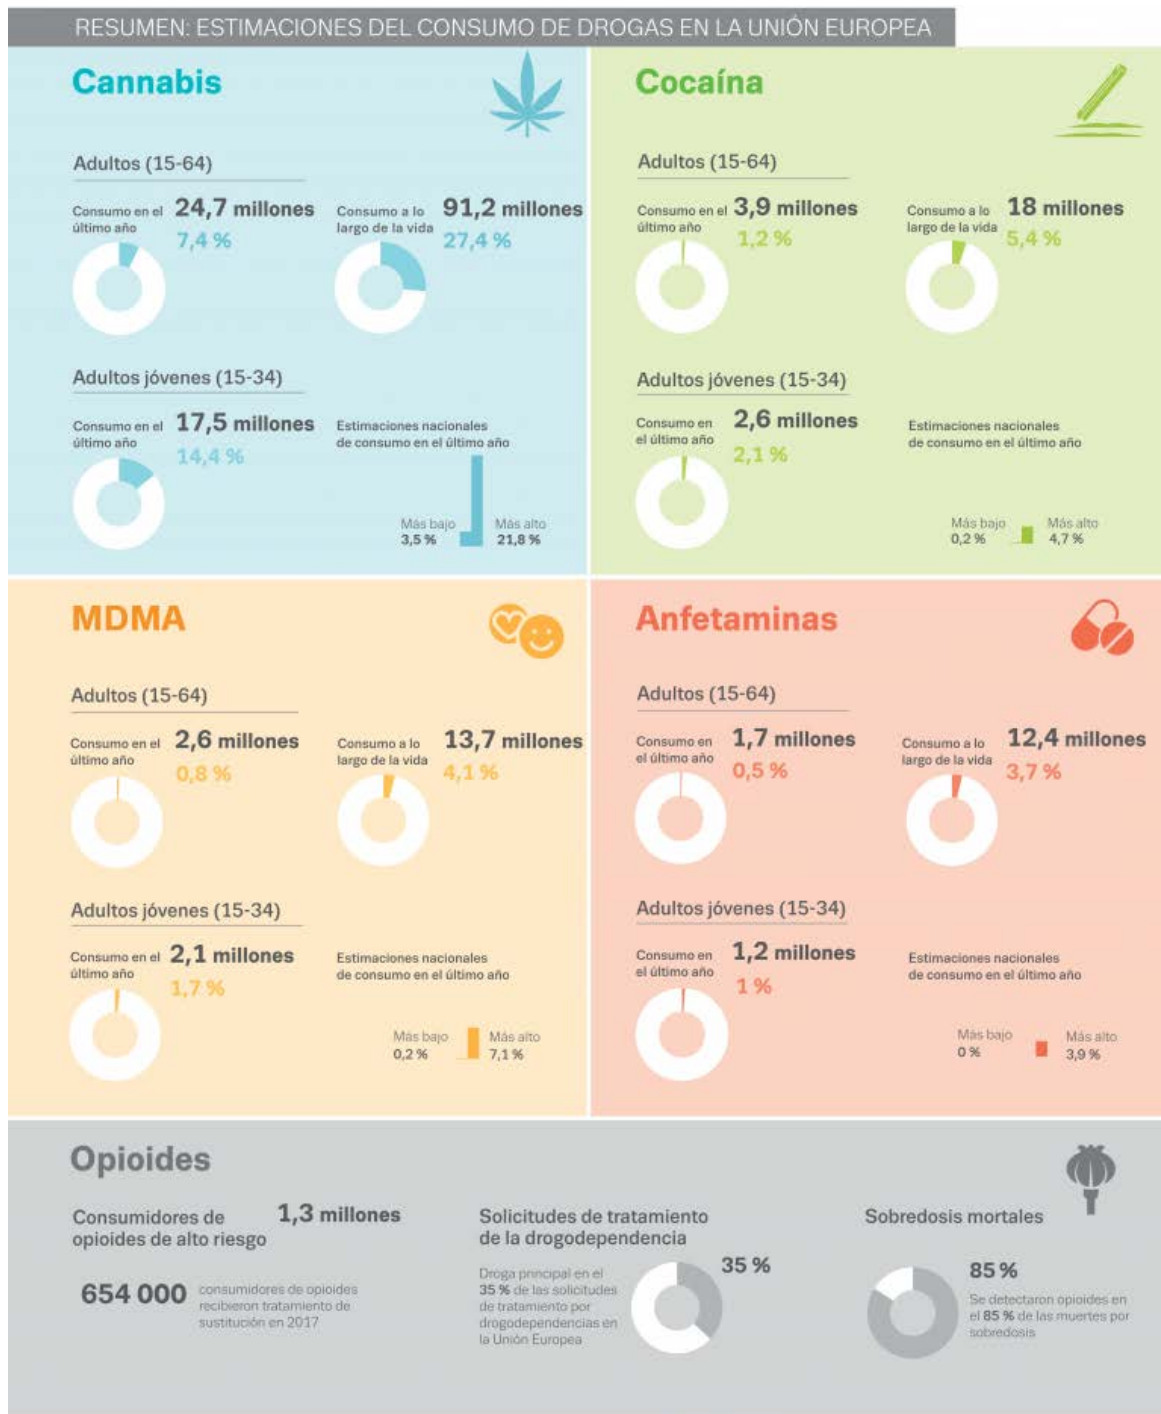 RESUMEN: ESTIMACIONES DEL CONSUMO DE DROGAS EN LA UNIÓN EUROPEA
Cannabis
Adultos (15-64)
Consumo en el
último año
24,7 millones
7,4 %
Consumo a lo
largo de la vida
91,2 millones
27,4 %
Adultos jóvenes (15-34)
Consumo en el
último año
17,5 millones
14,4 %
Estimaciones nacionales
de consumo en el último año
Más bajo
3,5 %
Más alto
21,8 %
Cocaína
Adultos (15-64)
Consumo en el
último año
3,9 millones
1,2 %
Consumo a lo
largo de la vida
18 millones
5,4 %
Adultos jóvenes (15-34)
Consumo en
el último año
2,6 millones
2,1 %
Estimaciones nacionales
de consumo en el último año
Más bajo
0,2 %
Más alto
4,7 %
MDMA
Adultos (15-64)
Consumo en el
último año
2,6 millones
0,8 %
Consumo a lo
largo de la vida
13,7 millones
4,1 %
Adultos jóvenes (15-34)
Consumo en el
último año
2,1 millones
1,7 %
Estimaciones nacionales
de consumo en el último año
Más bajo
0,2 %
Más alto
7,1 %
Anfetaminas
Adultos (15-64)
Consumo en
el último año
1,7 millones
0,5 %
Consumo a lo
largo de la vida
12,4 millones
3,7 %
Adultos jóvenes (15-34)
Consumo en
el último año
1,2 millones
1 %
Estimaciones nacionales
de consumo en el último año
Más bajo
0 %
Más alto
3,9 %
Opioides
Consumidores de
opioides de alto riesgo
1,3 millones
654 000
consumidores de opioides
recibieron tratamiento de
sustitución en 2017
Solicitudes de tratamiento
de la drogodependencia
35 %
Droga principal en el
35 % de las solicitudes
de tratamiento por
drogodependencias en
la Unión Europea
Sobredosis mortales
85 %
Se detectaron opioides en
el 85 % de las muertes por
sobredosis